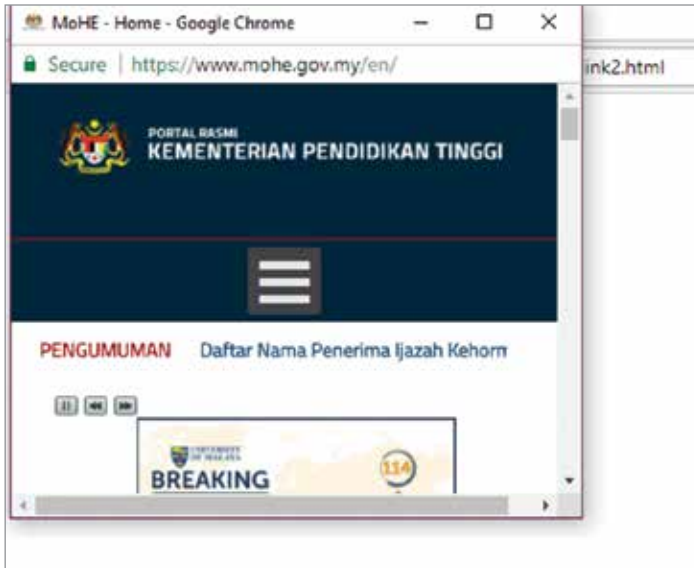 MoHE - Home - Google Chrome
Secure | https://www.mohe.gov.my/en/
ink2.html
PORTAL RASMI
KEMENTERIAN PENDIDIKAN TINGGI
PENGUMUMAN Daftar Nama Penerima Ijazah Kehorm
UNIVERSITY
OF MALAYA
BREAKING
114